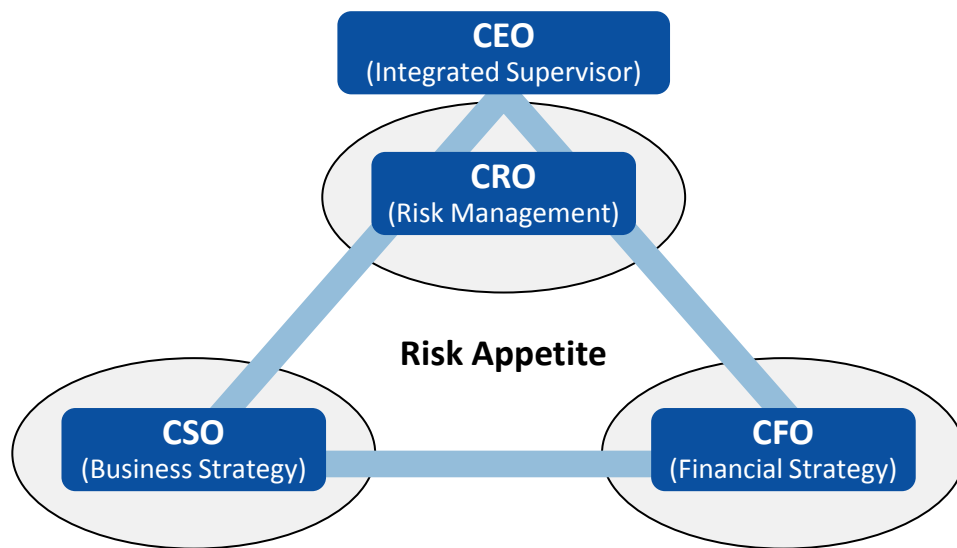 CEO
(Integrated Supervisor)
CRO
(Risk Management)
Risk Appetite
CSO
(Business Strategy)
CFO
(Financial Strategy)